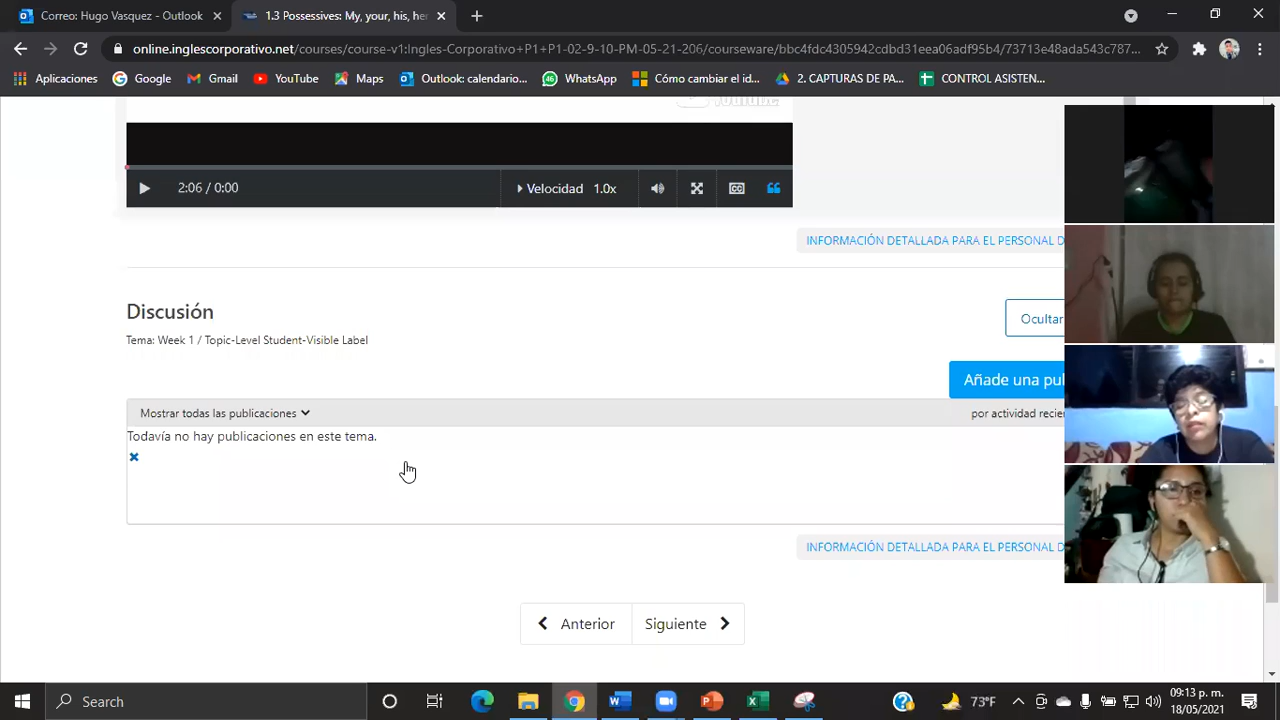 Correo: Hugo Vasquez - Outlook
1.3 Possessives: My, your, his, he
online.inglescorporativo.net/courses/course-v1:Ingles-Corporativo+P1+P1-02-9-10-PM-05-21-206/courseware/bbc4fdc4305942cdbd31eea06adf95b4/73713e48ada543c787...
Aplicaciones
Google
Gmail
YouTube
Maps
Outlook: calendario...
46
WhatsApp
Cómo cambiar el id...
2. CAPTURAS DE PA...
CONTROL ASISTEN...
YouTube
2:06 / 0:00
Velocidad 1.0x
CC
INFORMACIÓN DETALLADA PARA EL PERSONAL D
Discusión
Ocultar
Tema: Week 1 / Topic-Level Student-Visible Label
Añade una pu
Mostrar todas las publicaciones
por actividad recien
Todavía no hay publicaciones en este tema.
INFORMACIÓN DETALLADA PARA EL PERSONAL D
Anterior
Siguiente
Search
73°F
09:13 p. m.
18/05/2021